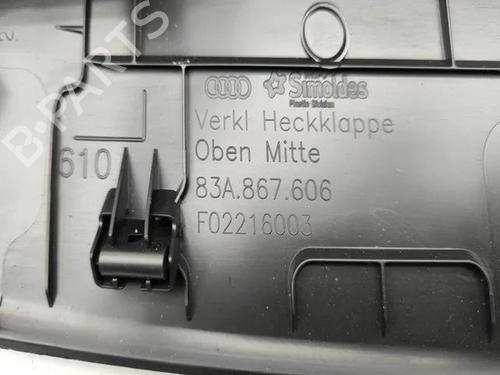 Simoldes
Plastic Division
Verkl Heckklappe
Oben Mitte
610
83A.867.606
F02216003
B-PARTS